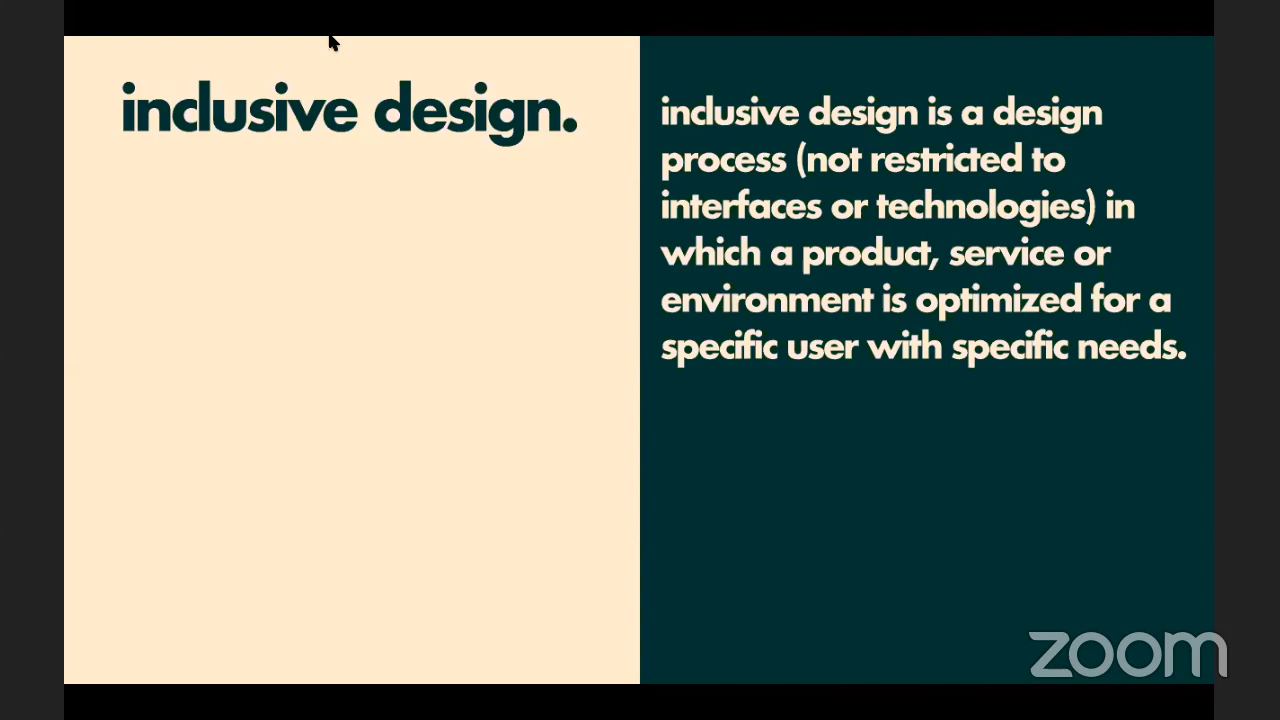 inclusive design.
inclusive design is a design
process (not restricted to
interfaces or technologies) in
which a product, service or
environment is optimized for a
specific user with specific needs.
zoom